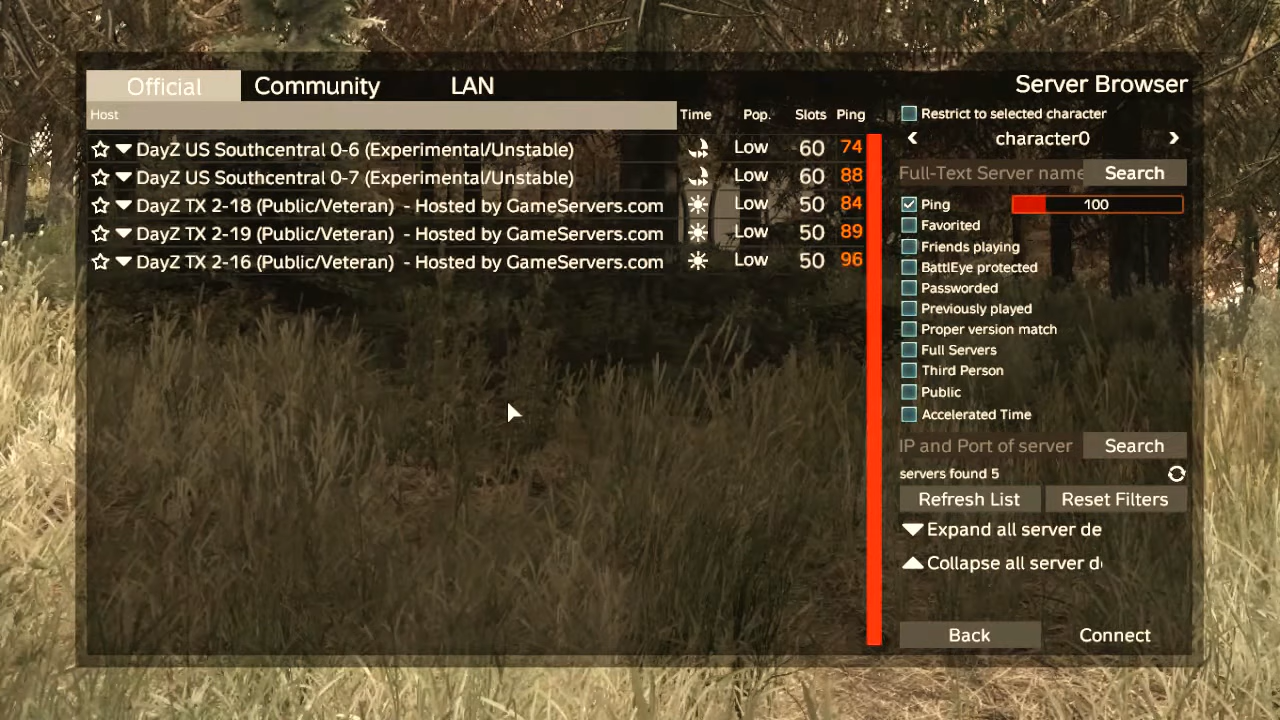 Official Community LAN Server Browser
Host Time Pop. Slots Ping
Restrict to selected character
character0
DayZ US Southcentral 0-6 (Experimental/Unstable) Low 60 74
DayZ US Southcentral 0-7 (Experimental/Unstable) Low 60 88
DayZ TX 2-18 (Public/Veteran) - Hosted by GameServers.com Low 50 84
DayZ TX 2-19 (Public/Veteran) - Hosted by GameServers.com Low 50 89
DayZ TX 2-16 (Public/Veteran) - Hosted by GameServers.com Low 50 96
Full-Text Server name Search
Ping 100
Favorited
Friends playing
BattlEye protected
Passworded
Previously played
Proper version match
Full Servers
Third Person
Public
Accelerated Time
IP and Port of server Search
servers found 5
Refresh List Reset Filters
Expand all server de
Collapse all server d
Back Connect